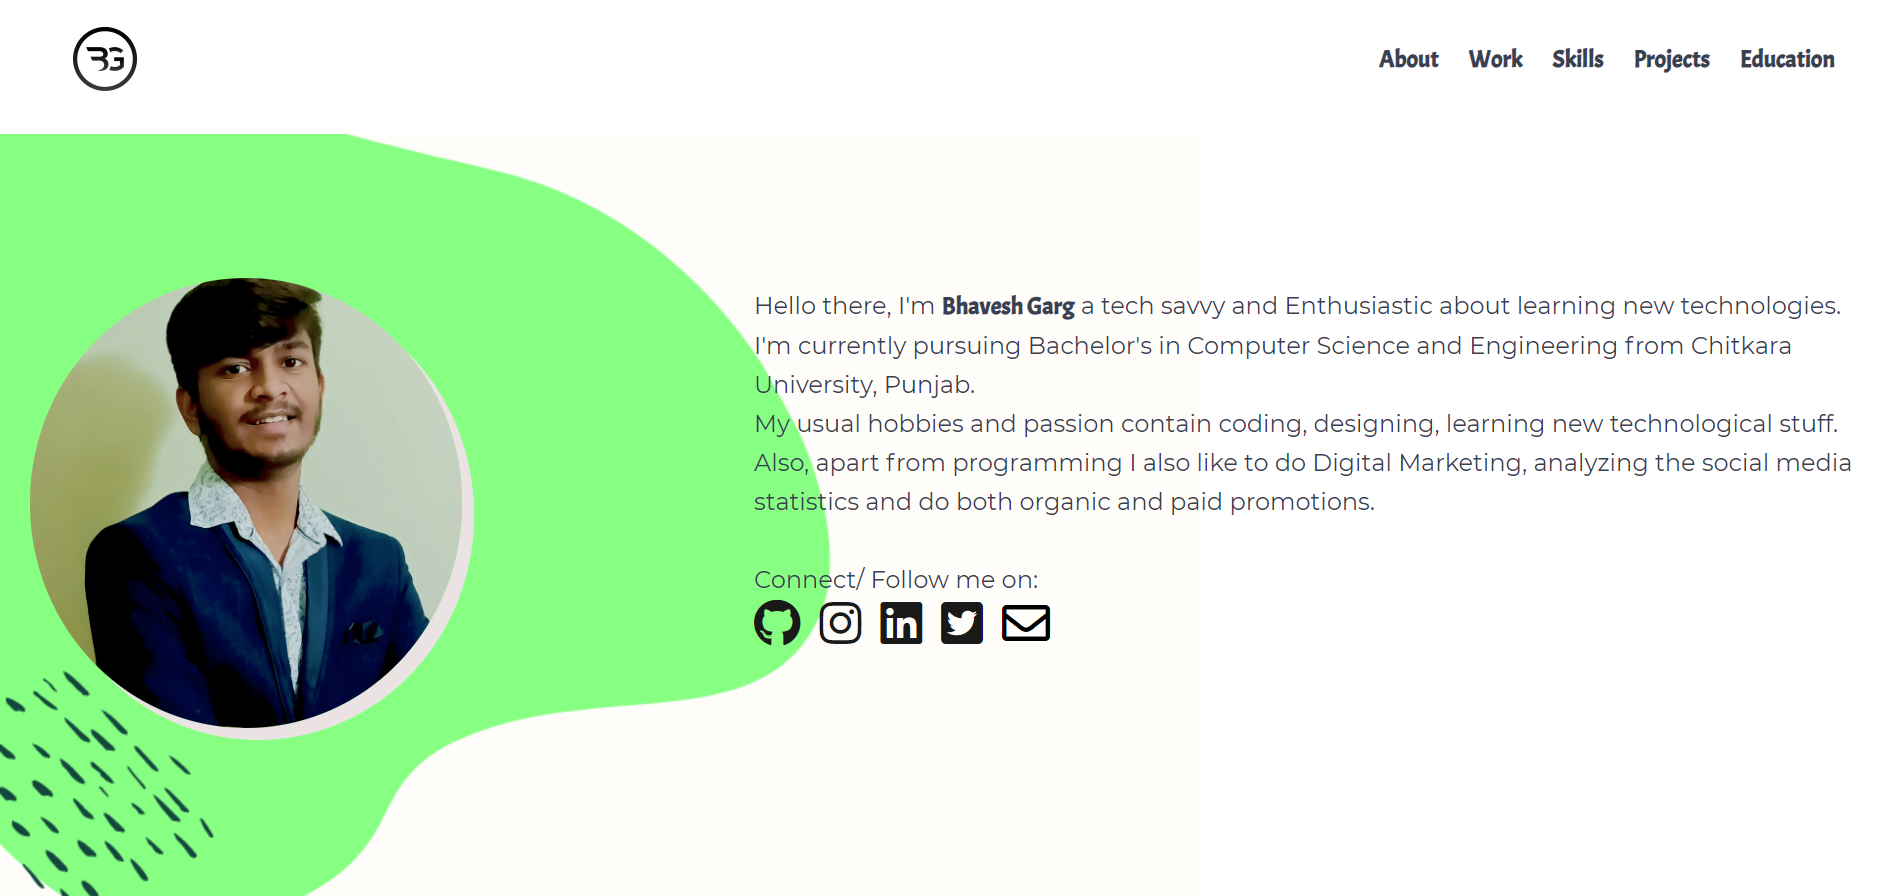 BG
About Work Skills Projects Education
Hello there, I'm Bhavesh Garg a tech savvy and Enthusiastic about learning new technologies.
I'm currently pursuing Bachelor's in Computer Science and Engineering from Chitkara
University, Punjab.
My usual hobbies and passion contain coding, designing, learning new technological stuff.
Also, apart from programming I also like to do Digital Marketing, analyzing the social media
statistics and do both organic and paid promotions.
Connect/ Follow me on:
in